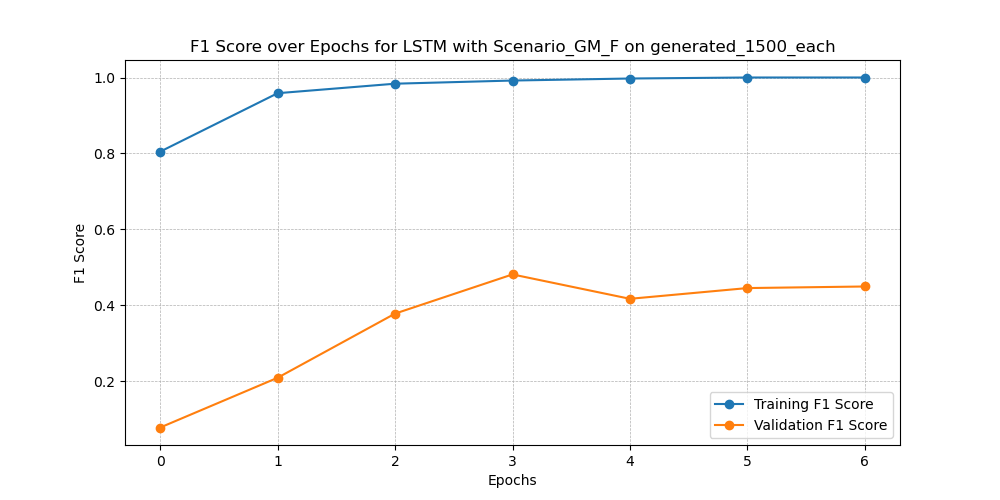 F1 Score over Epochs for LSTM with Scenario_GM_F on generated_1500_each
F1 Score
1.0
0.8
0.6
0.4
0.2
0 1 2 3 4 5 6
Epochs
Training F1 Score
Validation F1 Score